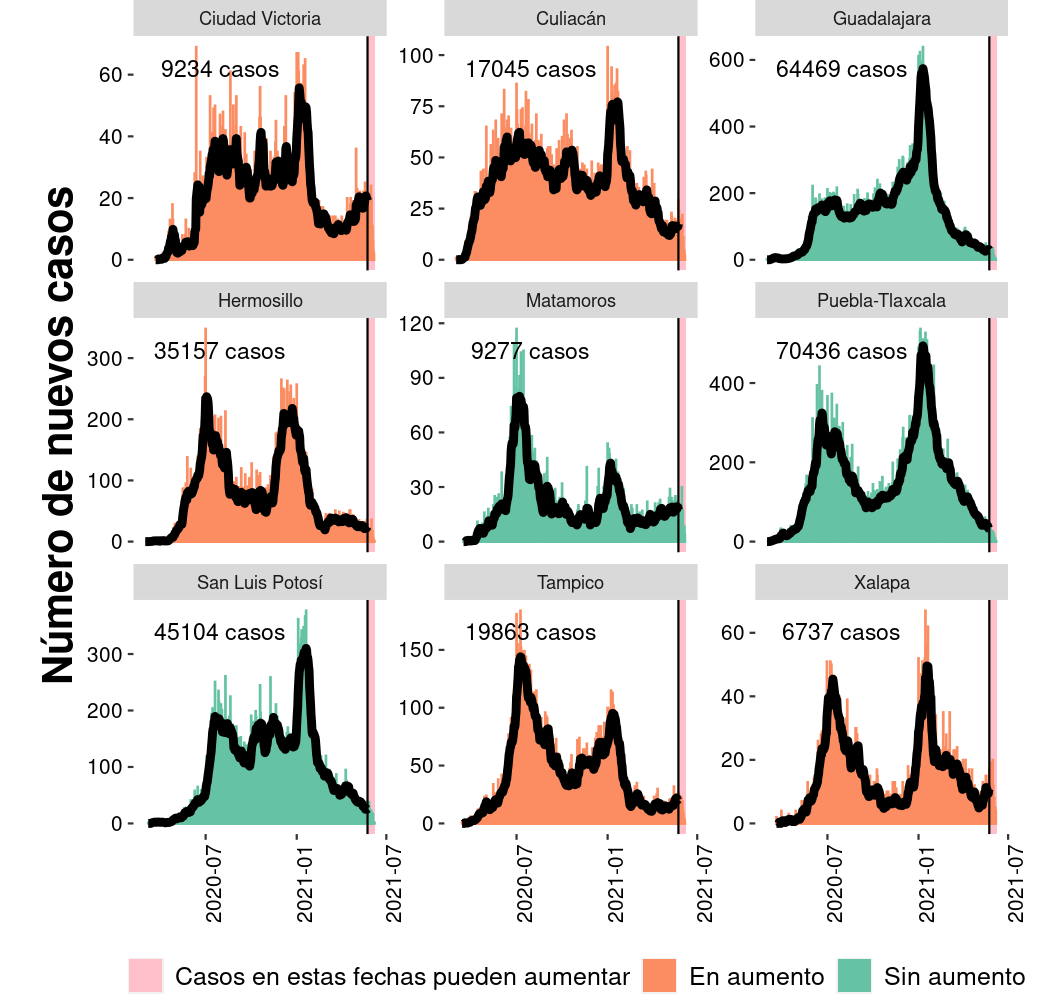 Número de nuevos casos
Ciudad Victoria
9234 casos
60
40
20
0
Culiacán
17045 casos
100
75
50
25
0
Guadalajara
64469 casos
600
400
200
0
Hermosillo
35157 casos
300
200
100
0
Matamoros
9277 casos
120
90
60
30
0
Puebla-Tlaxcala
70436 casos
400
200
0
San Luis Potosí
45104 casos
300
200
100
0
2020-07
2021-01
2021-07
Tampico
19863 casos
150
100
50
0
2020-07
2021-01
2021-07
Xalapa
6737 casos
60
40
20
0
2020-07
2021-01
2021-07
Casos en estas fechas pueden aumentar
En aumento
Sin aumento